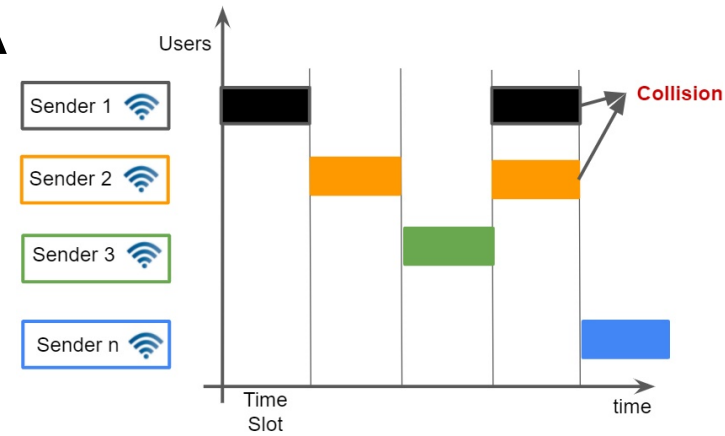 Users
Sender 1
Collision
Sender 2
Sender 3
Sender n
Time
Slot
time